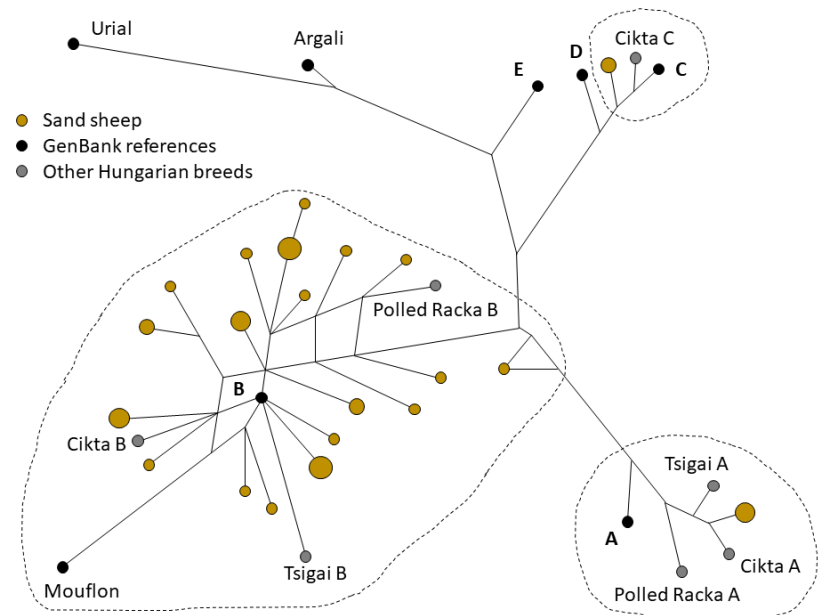 Urial
Argali
E
D
Cikta C
C
Sand sheep
GenBank references
Other Hungarian breeds
Polled Racka B
B
Cikta B
Mouflon
Tsigai B
Tsigai A
A
Cikta A
Polled Racka A